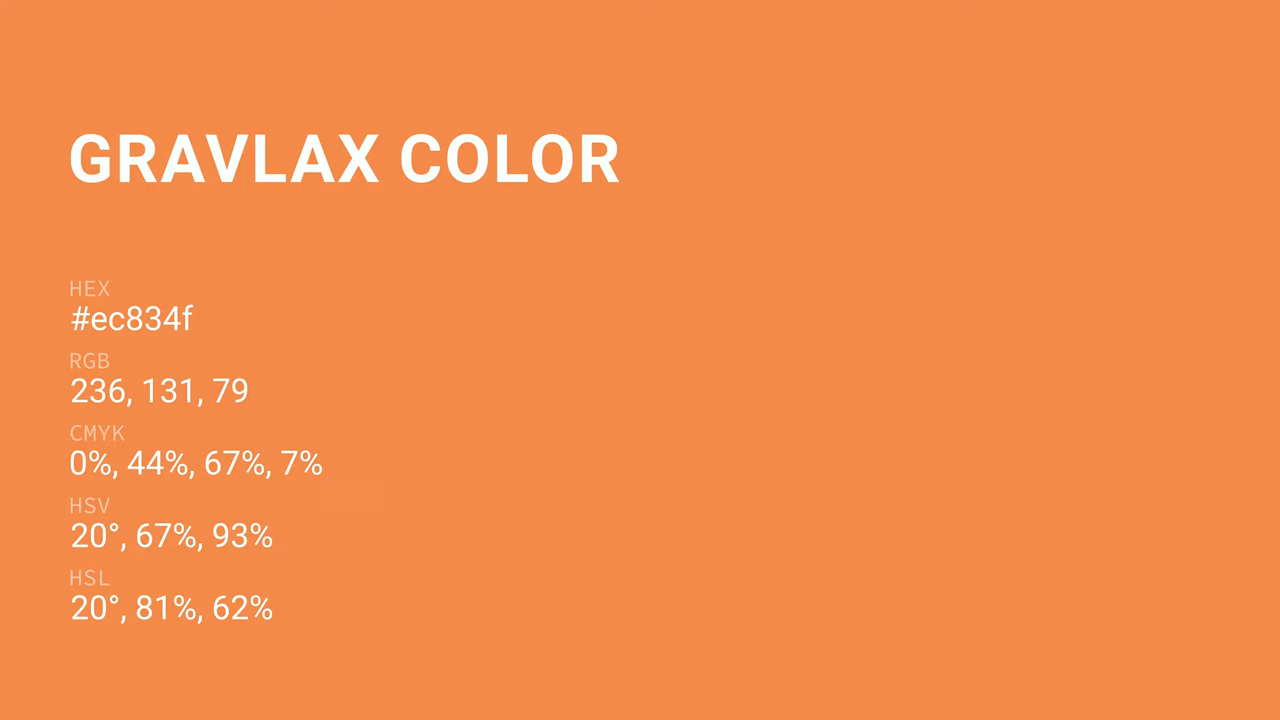 GRAVLAX COLOR
HEX
#ec834f
RGB
236, 131, 79
CMYK
0%, 44%, 67%, 7%
HSV
20°, 67%, 93%
HSL
20°, 81%, 62%